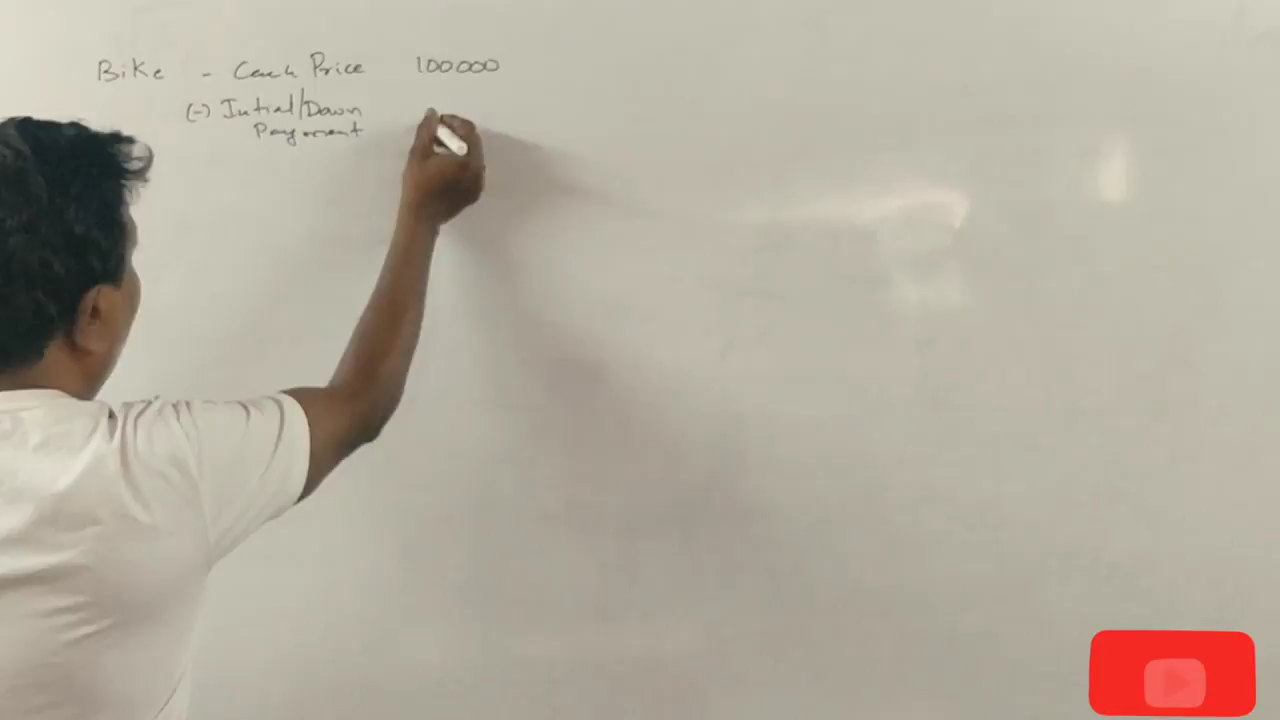 Bike - Cash Price 100000
(-) Initial/Down
Payment